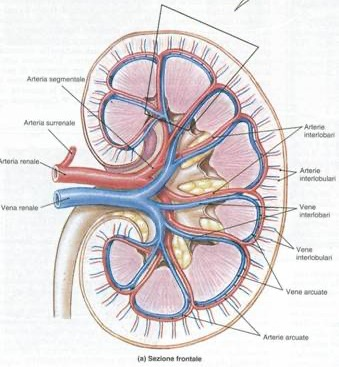 Arteria segmentale
Arteria surrenale
Arteria renale
Vena renale
Arterie
interlobari
Arterie
interlobulari
Vene
interlobari
Vene
interlobulari
Vene arcuate
Arterie arcuate
(a) Sezione frontale